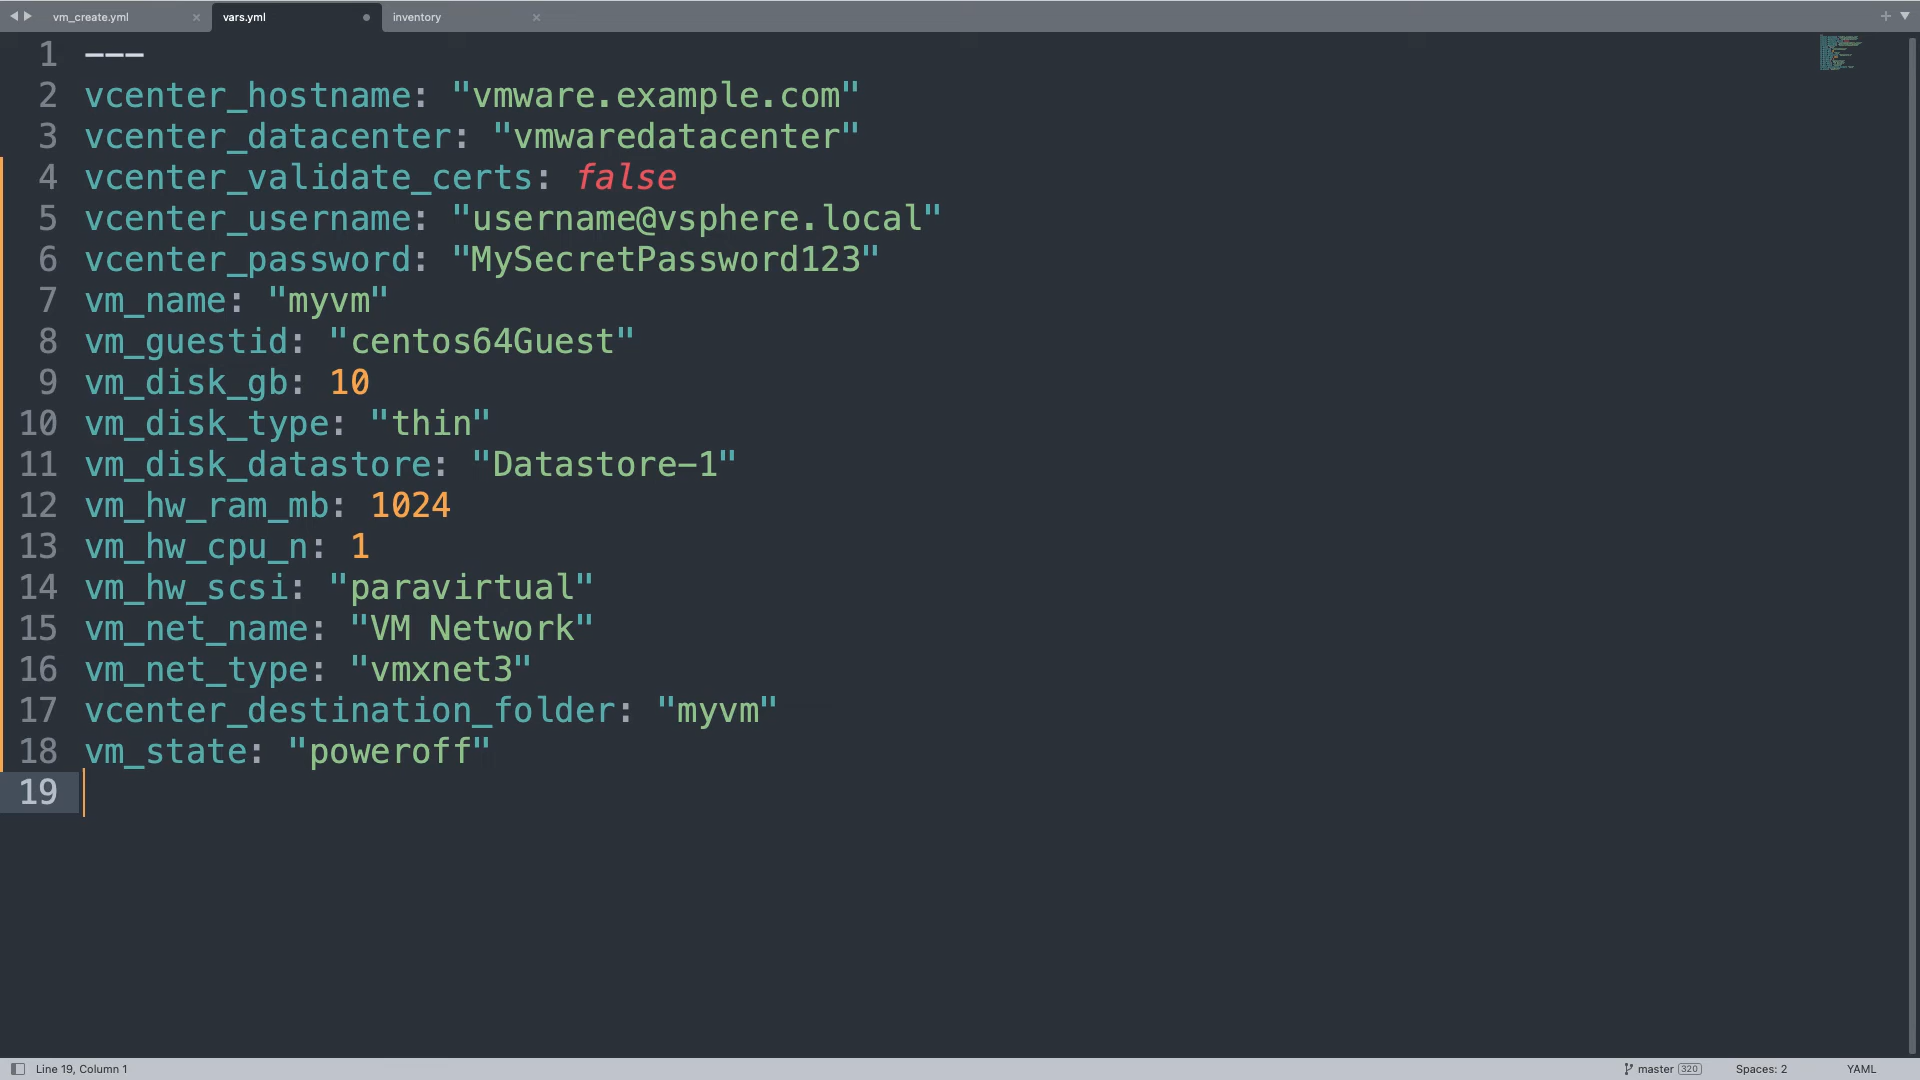 vm_create.yml vars.yml inventory
1 ---
2 vcenter_hostname: "vmware.example.com"
3 vcenter_datacenter: "vmwaredatacenter"
4 vcenter_validate_certs: false
5 vcenter_username: "username@vsphere.local"
6 vcenter_password: "MySecretPassword123"
7 vm_name: "myvm"
8 vm_guestid: "centos64Guest"
9 vm_disk_gb: 10
10 vm_disk_type: "thin"
11 vm_disk_datastore: "Datastore-1"
12 vm_hw_ram_mb: 1024
13 vm_hw_cpu_n: 1
14 vm_hw_scsi: "paravirtual"
15 vm_net_name: "VM Network"
16 vm_net_type: "vmxnet3"
17 vcenter_destination_folder: "myvm"
18 vm_state: "poweroff"
19
Line 19, Column 1 master 320 Spaces: 2 YAML